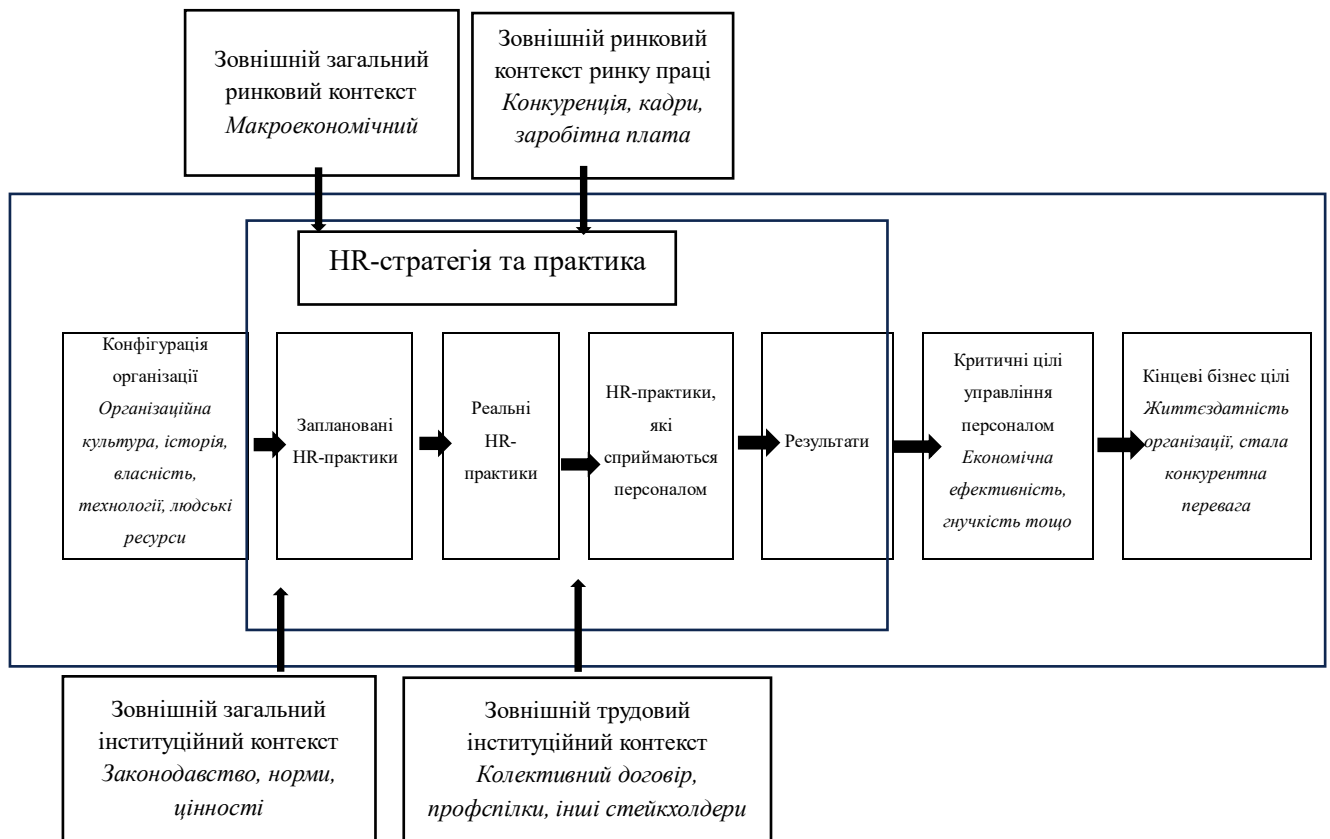 Зовнішній загальний
ринковий контекст
Макроекономічний
Зовнішній ринковий
контекст ринку праці
Конкуренція, кадри,
заробітна плата
HR-стратегія та практика
Конфігурація
організації
Організаційна
культура, історія,
власність,
технології, людські
ресурси
Заплановані
HR-практики
Реальні
HR-
практики
HR-практики,
які
сприймаються
персоналом
Результати
Критичні цілі
управління
персоналом
Економічна
ефективність,
гнучкість тощо
Кінцеві бізнес цілі
Життєздатність
організації, стала
конкурентна
перевага
Зовнішній загальний
інституційний контекст
Законодавство, норми,
цінності
Зовнішній трудовий
інституційний контекст
Колективний договір,
профспілки, інші стейкхолдери